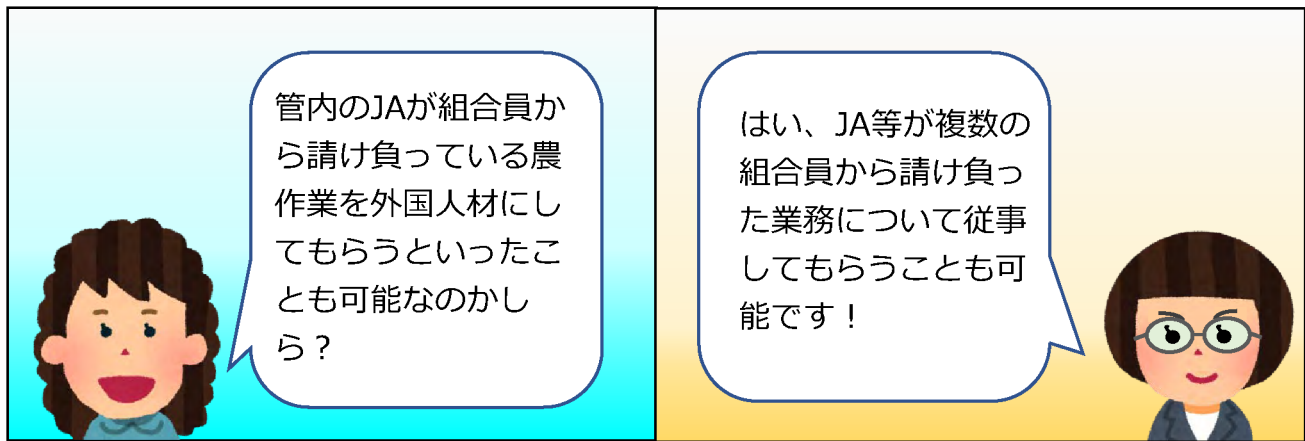 管内のJAが組合員か
ら請け負っている農
作業を外国人材にし
てもらうといったこ
とも可能なのかし
ら？
はい、JA等が複数の
組合員から請け負っ
た業務について従事
してもらうことも可
能です！